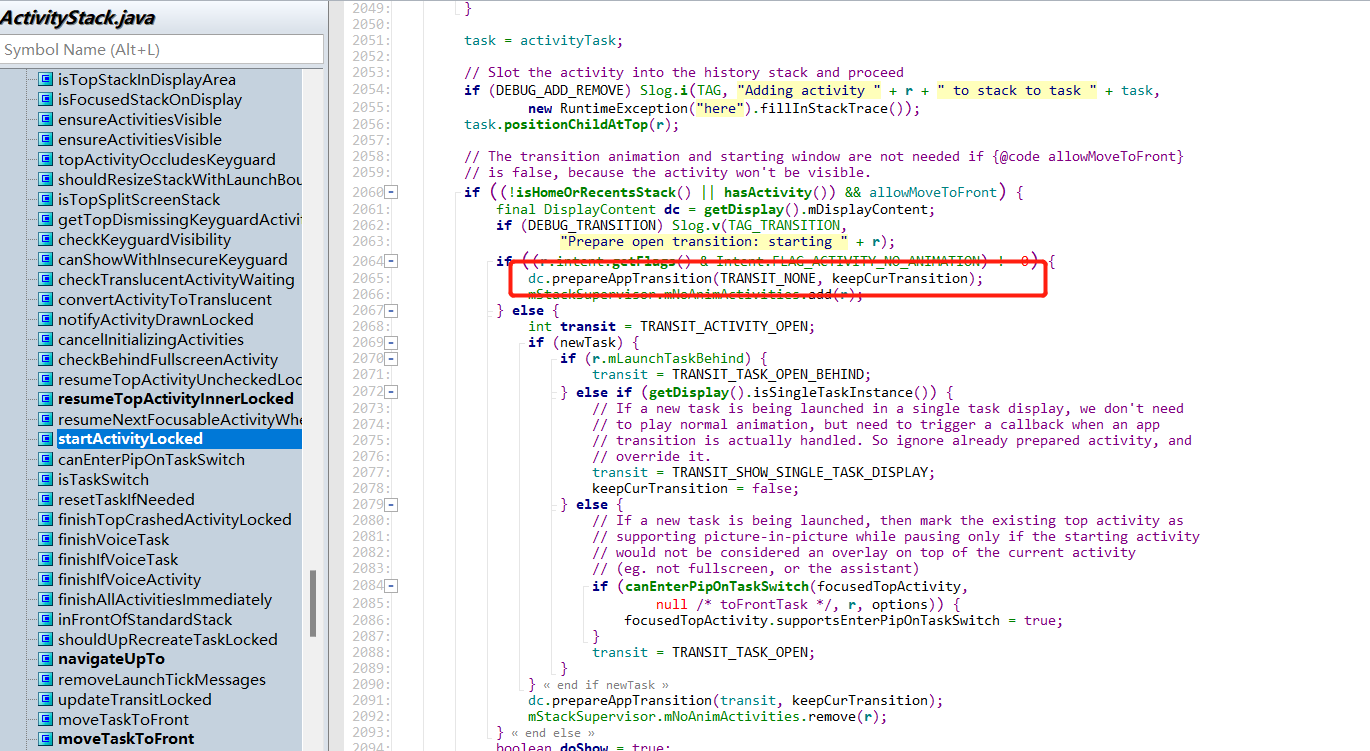 ActivityStack.java
Symbol Name (Alt+L)
isTopStackInDisplayArea
isFocusedStackOnDisplay
ensureActivitiesVisible
ensureActivitiesVisible
topActivityOccludesKeyguard
shouldResizeStackWithLaunchBou
isTopSplitScreenStack
getTopDismissingKeyguardActivi
checkKeyguardVisibility
canShowWithInsecureKeyguard
checkTranslucentActivityWaiting
convertActivityToTranslucent
notifyActivityDrawnLocked
cancelInitializingActivities
checkBehindFullscreenActivity
resumeTopActivityUncheckedLoc
resumeTopActivityInnerLocked
resumeNextFocusableActivityWhe
startActivityLocked
canEnterPipOnTaskSwitch
isTaskSwitch
resetTaskIfNeeded
finishTopCrashedActivityLocked
finishVoiceTask
finishIfVoiceTask
finishIfVoiceActivity
finishAllActivitiesImmediately
inFrontOfStandardStack
shouldUpRecreateTaskLocked
navigateUpTo
removeLaunchTickMessages
updateTransitLocked
moveTaskToFront
moveTaskToFront
2049: }
2050:
2051: task = activityTask;
2052:
2053: // Slot the activity into the history stack and proceed
2054: if (DEBUG_ADD_REMOVE) Slog.i(TAG, "Adding activity " + r + " to stack to task " + task,
2055: new RuntimeException("here").fillInStackTrace());
2056: task.positionChildAtTop(r);
2057:
2058: // The transition animation and starting window are not needed if {@code allowMoveToFront}
2059: // is false, because the activity won't be visible.
2060: if ((!isHomeOrRecentsStack() || hasActivity()) && allowMoveToFront) {
2061: final DisplayContent dc = getDisplay().mDisplayContent;
2062: if (DEBUG_TRANSITION) Slog.v(TAG_TRANSITION,
2063: "Prepare open transition: starting " + r);
2064: if ((r.intent.getFlags() & Intent.FLAG_ACTIVITY_NO_ANIMATION) != 0) {
2065: dc.prepareAppTransition(TRANSIT_NONE, keepCurTransition);
2066: mStackSupervisor.mNoAnimActivities.add(r);
2067: } else {
2068: int transit = TRANSIT_ACTIVITY_OPEN;
2069: if (newTask) {
2070: if (r.mLaunchTaskBehind) {
2071: transit = TRANSIT_TASK_OPEN_BEHIND;
2072: } else if (getDisplay().isSingleTaskInstance()) {
2073: // If a new task is being launched in a single task display, we don't need
2074: // to play normal animation, but need to trigger a callback when an app
2075: // transition is actually handled. So ignore already prepared activity, and
2076: // override it.
2077: transit = TRANSIT_SHOW_SINGLE_TASK_DISPLAY;
2078: keepCurTransition = false;
2079: } else {
2080: // If a new task is being launched, then mark the existing top activity as
2081: // supporting picture-in-picture while pausing only if the starting activity
2082: // would not be considered an overlay on top of the current activity
2083: // (eg. not fullscreen, or the assistant)
2084: if (canEnterPipOnTaskSwitch(focusedTopActivity,
2085: null /* toFrontTask */, r, options)) {
2086: focusedTopActivity.supportsEnterPipOnTaskSwitch = true;
2087: }
2088: transit = TRANSIT_TASK_OPEN;
2089: }
2090: } « end if newTask »
2091: dc.prepareAppTransition(transit, keepCurTransition);
2092: mStackSupervisor.mNoAnimActivities.remove(r);
2093: } « end else »
2094: boolean doShow = true;